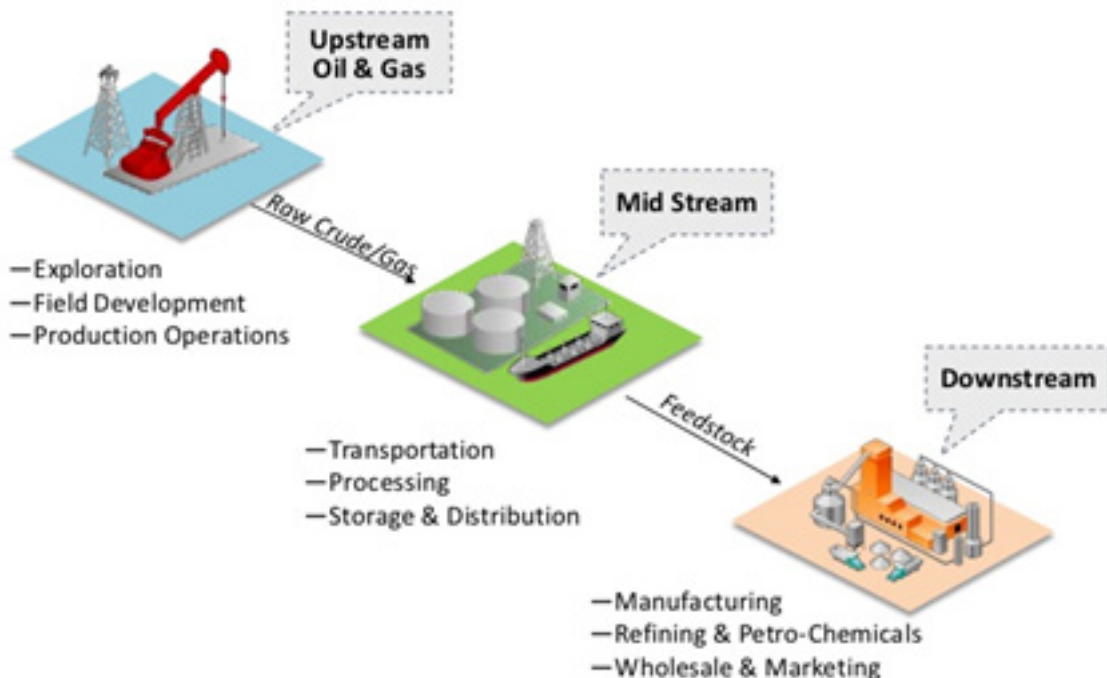 Upstream
Oil & Gas
Raw Crude/Gas
—Exploration
—Field Development
—Production Operations
Mid Stream
Feedstock
—Transportation
—Processing
—Storage & Distribution
Downstream
—Manufacturing
—Refining & Petro-Chemicals
—Wholesale & Marketing